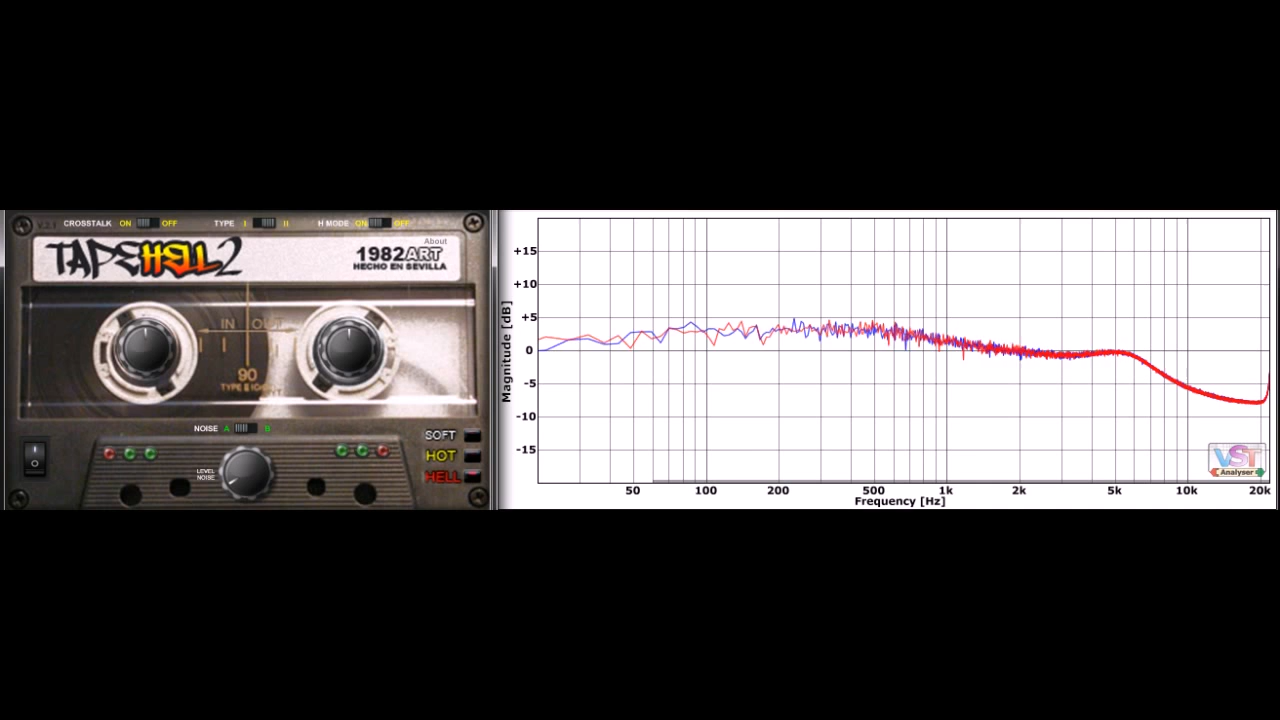 V.2.1 CROSSTALK ON OFF TYPE I II H MODE ON OFF
TAPEHELL2
About
1982ART
HECHO EN SEVILLA
IN OUT
90
NOISE A B
SOFT
HOT
HELL
LEVEL
NOISE
I
O
Magnitude [dB]
+15
+10
+5
0
-5
-10
-15
50 100 200 500 1k 2k 5k 10k 20k
Frequency [Hz]
VST
Analyser